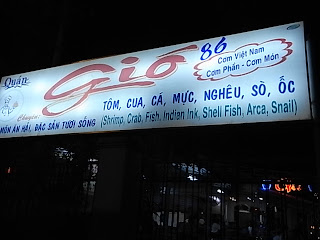 Quán
Gió 86
Cơm Việt Nam
Cơm Phần - Cơm Món
Chuyên:
TÔM, CUA, CÁ, MỰC, NGHÊU, SÒ, ỐC
MÓN ĂN HẢI, ĐẶC SẢN TƯƠI SỐNG (Shrimp, Crab, Fish, Indian Ink, Shell Fish, Arca, Snail)